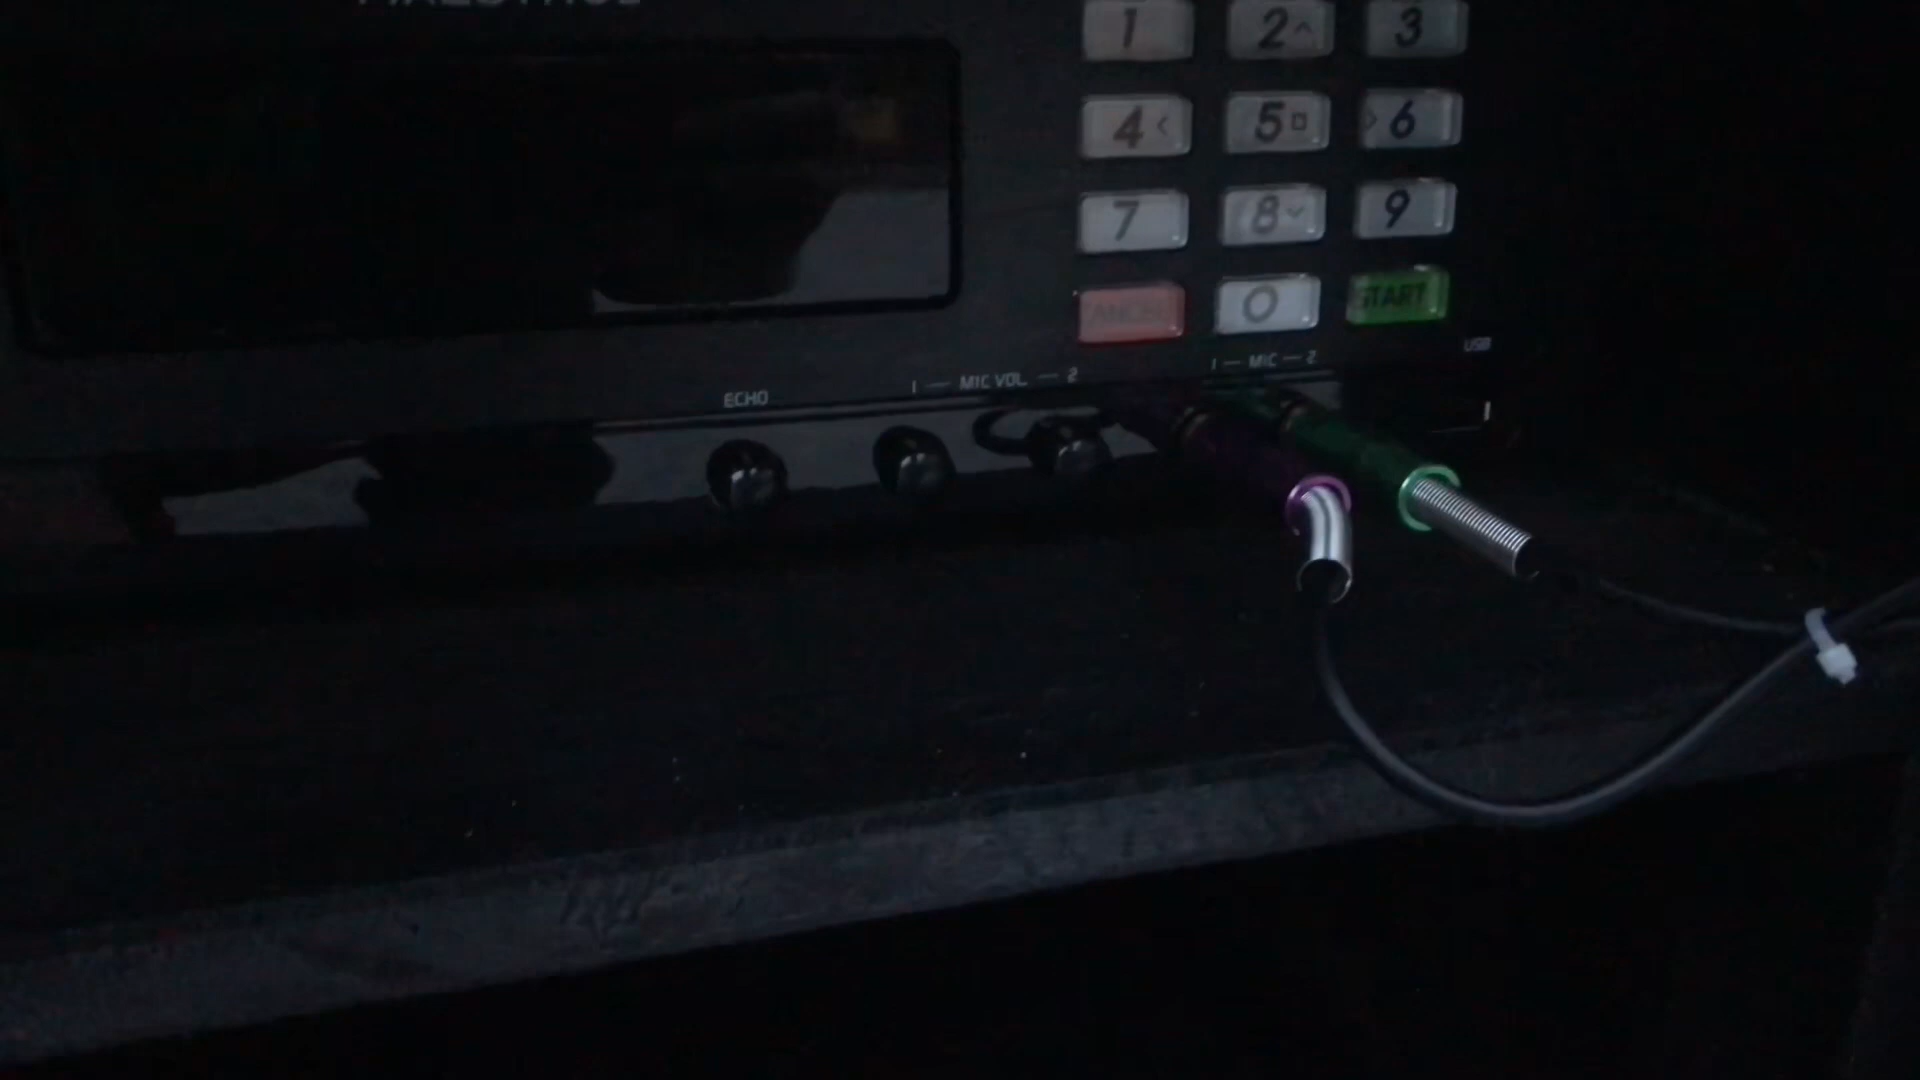 1 2 3
4 5 6
7 8 9
0 START
ECHO
1 — MIC VOL — 2
1 — MIC — 2
USB